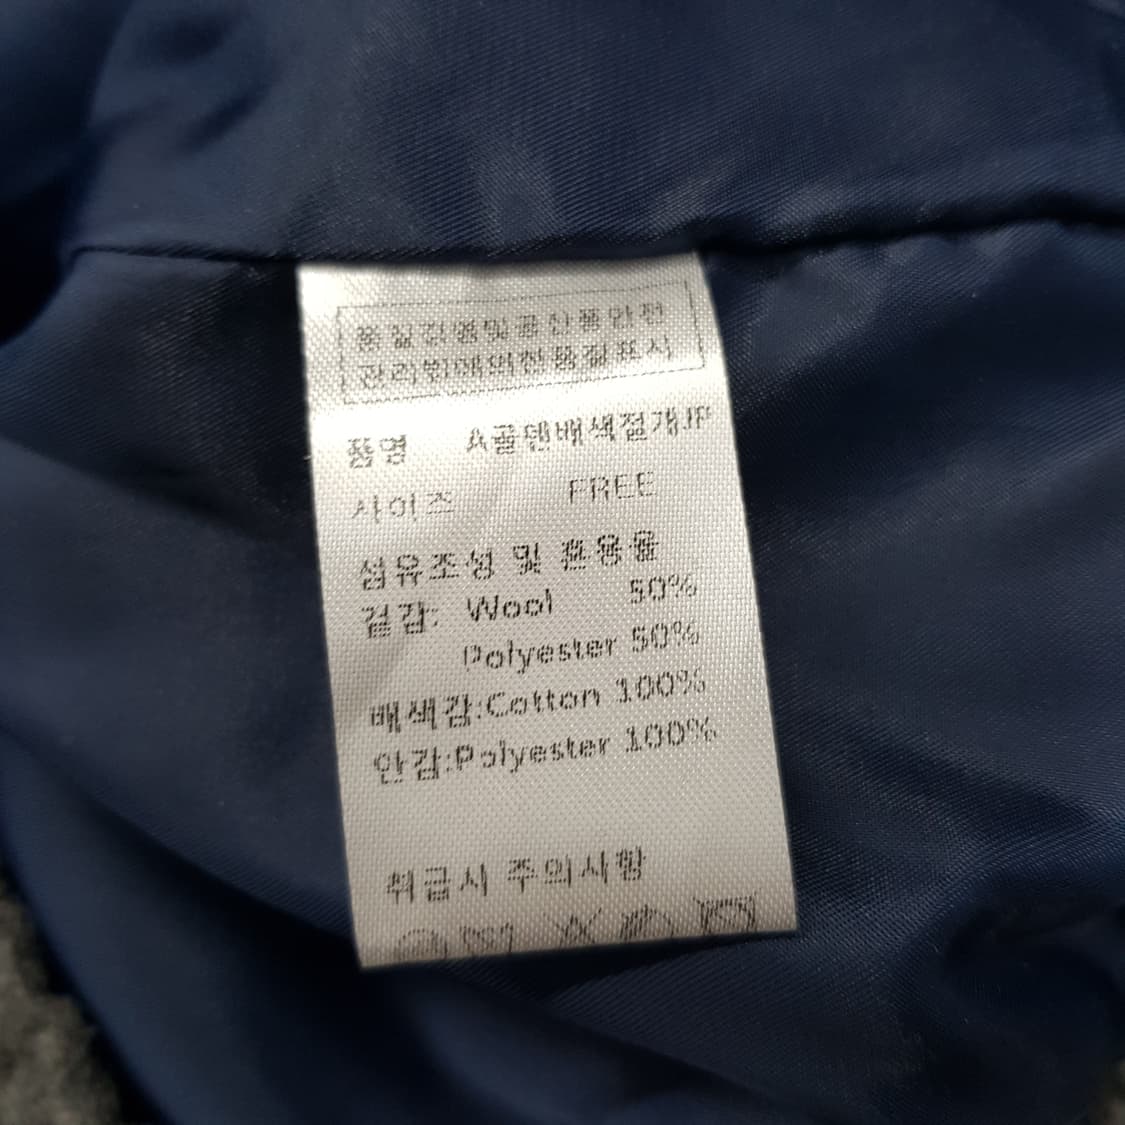 품질경영및공산품안전
관리법에의한품질표시
품명 A골덴배색절개JP
사이즈 FREE
섬유조성 및 혼용율
겉감: Wool 50%
Polyester 50%
배색감:Cotton 100%
안감:Polyester 100%
취급시 주의사항